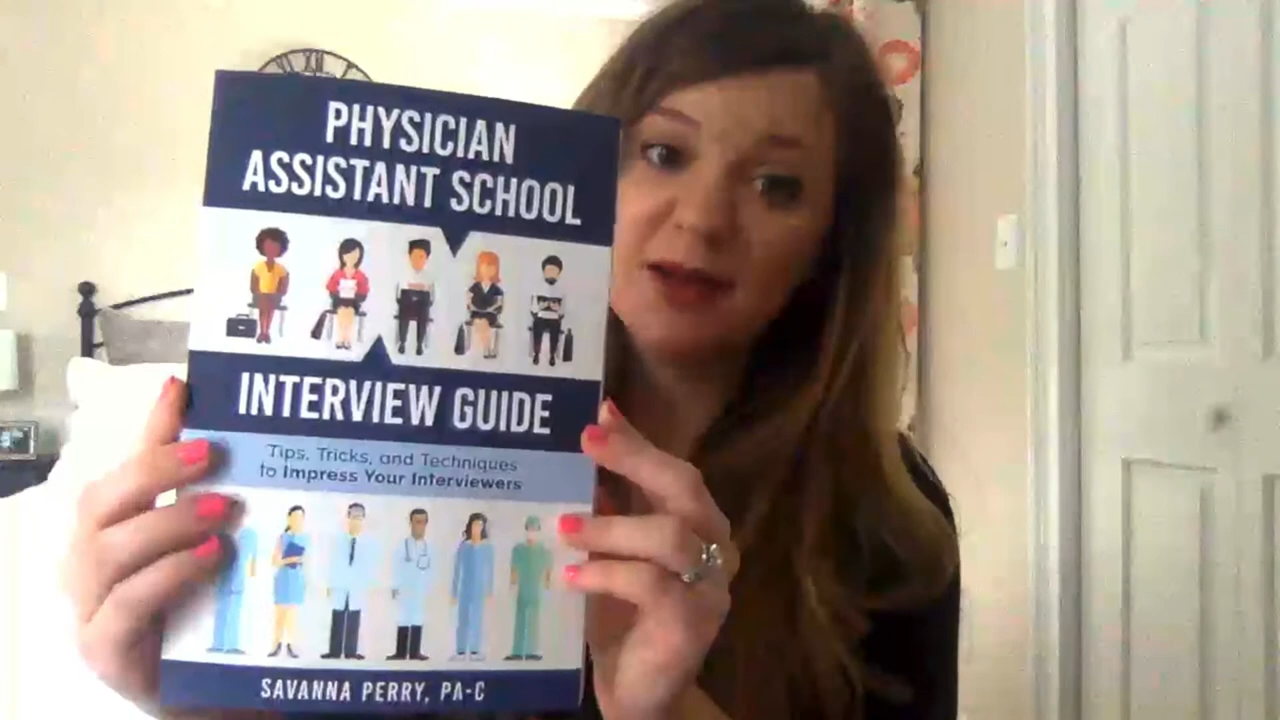 PHYSICIAN
ASSISTANT SCHOOL
INTERVIEW GUIDE
Tips, Tricks, and Techniques
to Impress Your Interviewers
SAVANNA PERRY, PA-C